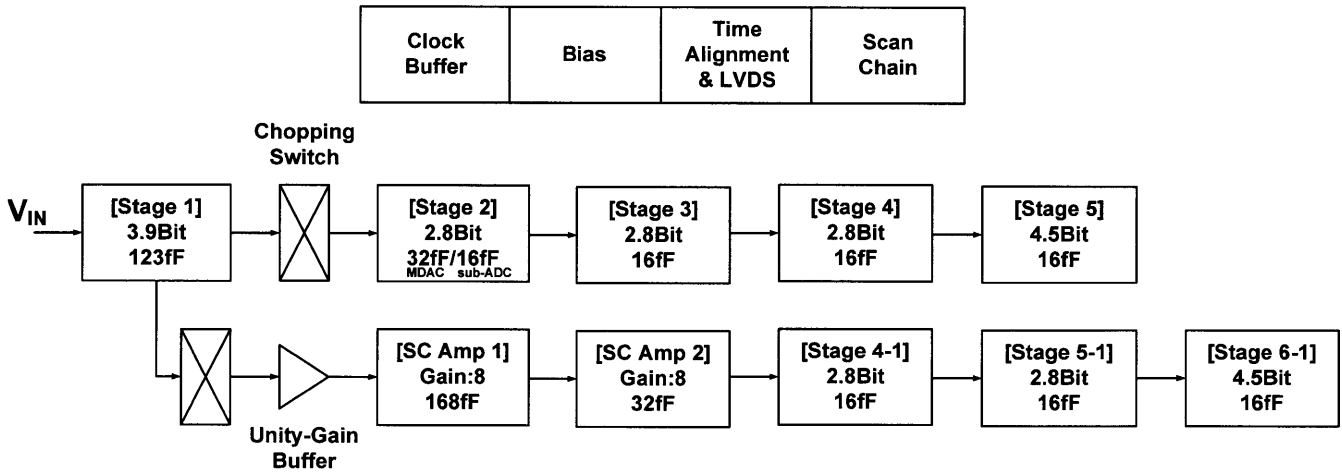 Clock
Buffer
Bias
Time
Alignment
& LVDS
Scan
Chain
Chopping
Switch
VIN
[Stage 1]
3.9Bit
123fF
[Stage 2]
2.8Bit
32fF/16fF
MDAC sub-ADC
[Stage 3]
2.8Bit
16fF
[Stage 4]
2.8Bit
16fF
[Stage 5]
4.5Bit
16fF
[SC Amp 1]
Gain:8
168fF
[SC Amp 2]
Gain:8
32fF
[Stage 4-1]
2.8Bit
16fF
[Stage 5-1]
2.8Bit
16fF
[Stage 6-1]
4.5Bit
16fF
Unity-Gain
Buffer